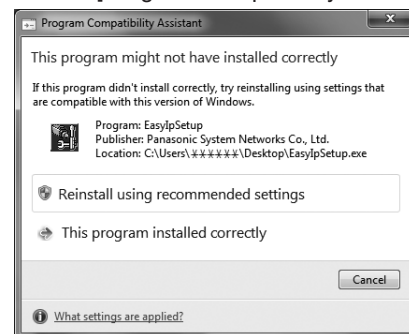 Program Compatibility Assistant
This program might not have installed correctly
If this program didn't install correctly, try reinstalling using settings that
are compatible with this version of Windows.
Program: EasyIpSetup
Publisher: Panasonic System Networks Co., Ltd.
Location: C:\Users\******\Desktop\EasyIpSetup.exe
Reinstall using recommended settings
This program installed correctly
Cancel
What settings are applied?